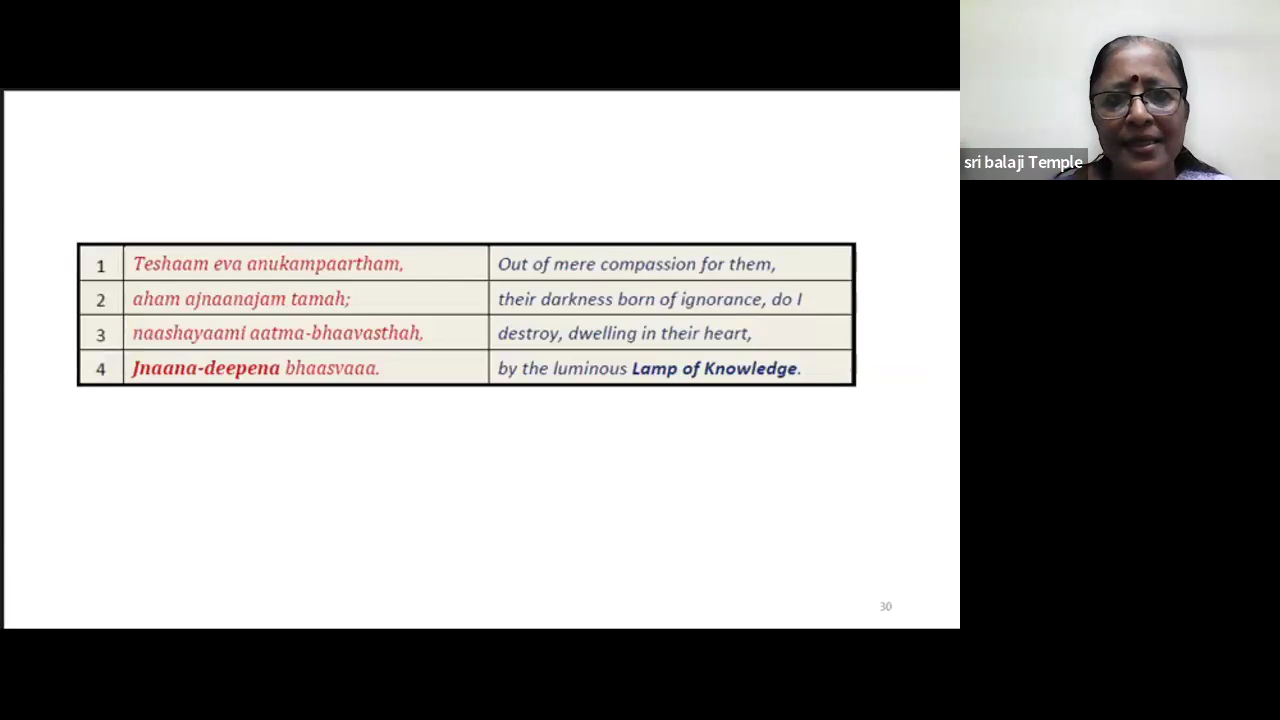 sri balaji Temple
1 Teshaam eva anukampaartham, Out of mere compassion for them,
2 aham ajnaanajam tamah; their darkness born of ignorance, do I
3 naashayaami aatma-bhaavasthah, destroy, dwelling in their heart,
4 Jnaana-deepena bhaasvaaa. by the luminous Lamp of Knowledge.
30